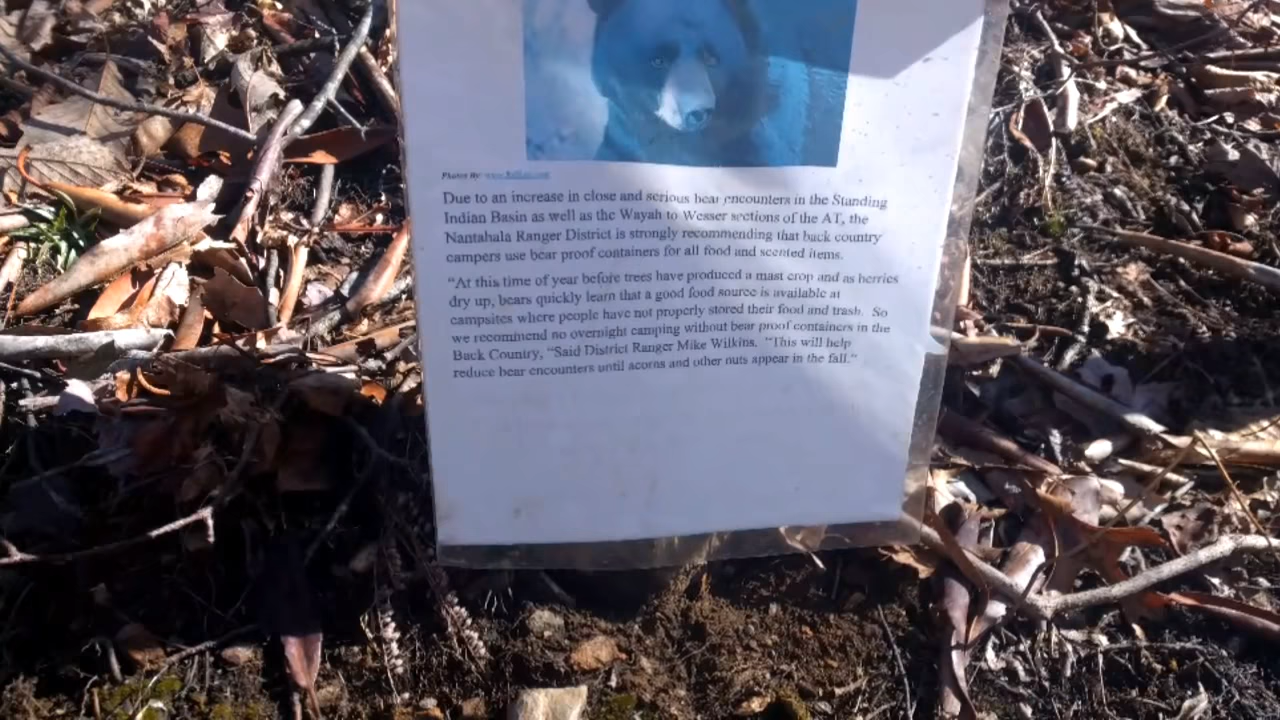 Photos By:
Due to an increase in close and serious bear encounters in the Standing
Indian Basin as well as the Wayah to Wesser sections of the AT, the
Nantahala Ranger District is strongly recommending that back country
campers use bear proof containers for all food and scented items.
“At this time of year before trees have produced a mast crop and as berries
dry up, bears quickly learn that a good food source is available at
campsites where people have not properly stored their food and trash. So
we recommend no overnight camping without bear proof containers in the
Back Country, “Said District Ranger Mike Wilkins. “This will help
reduce bear encounters until acorns and other nuts appear in the fall.”